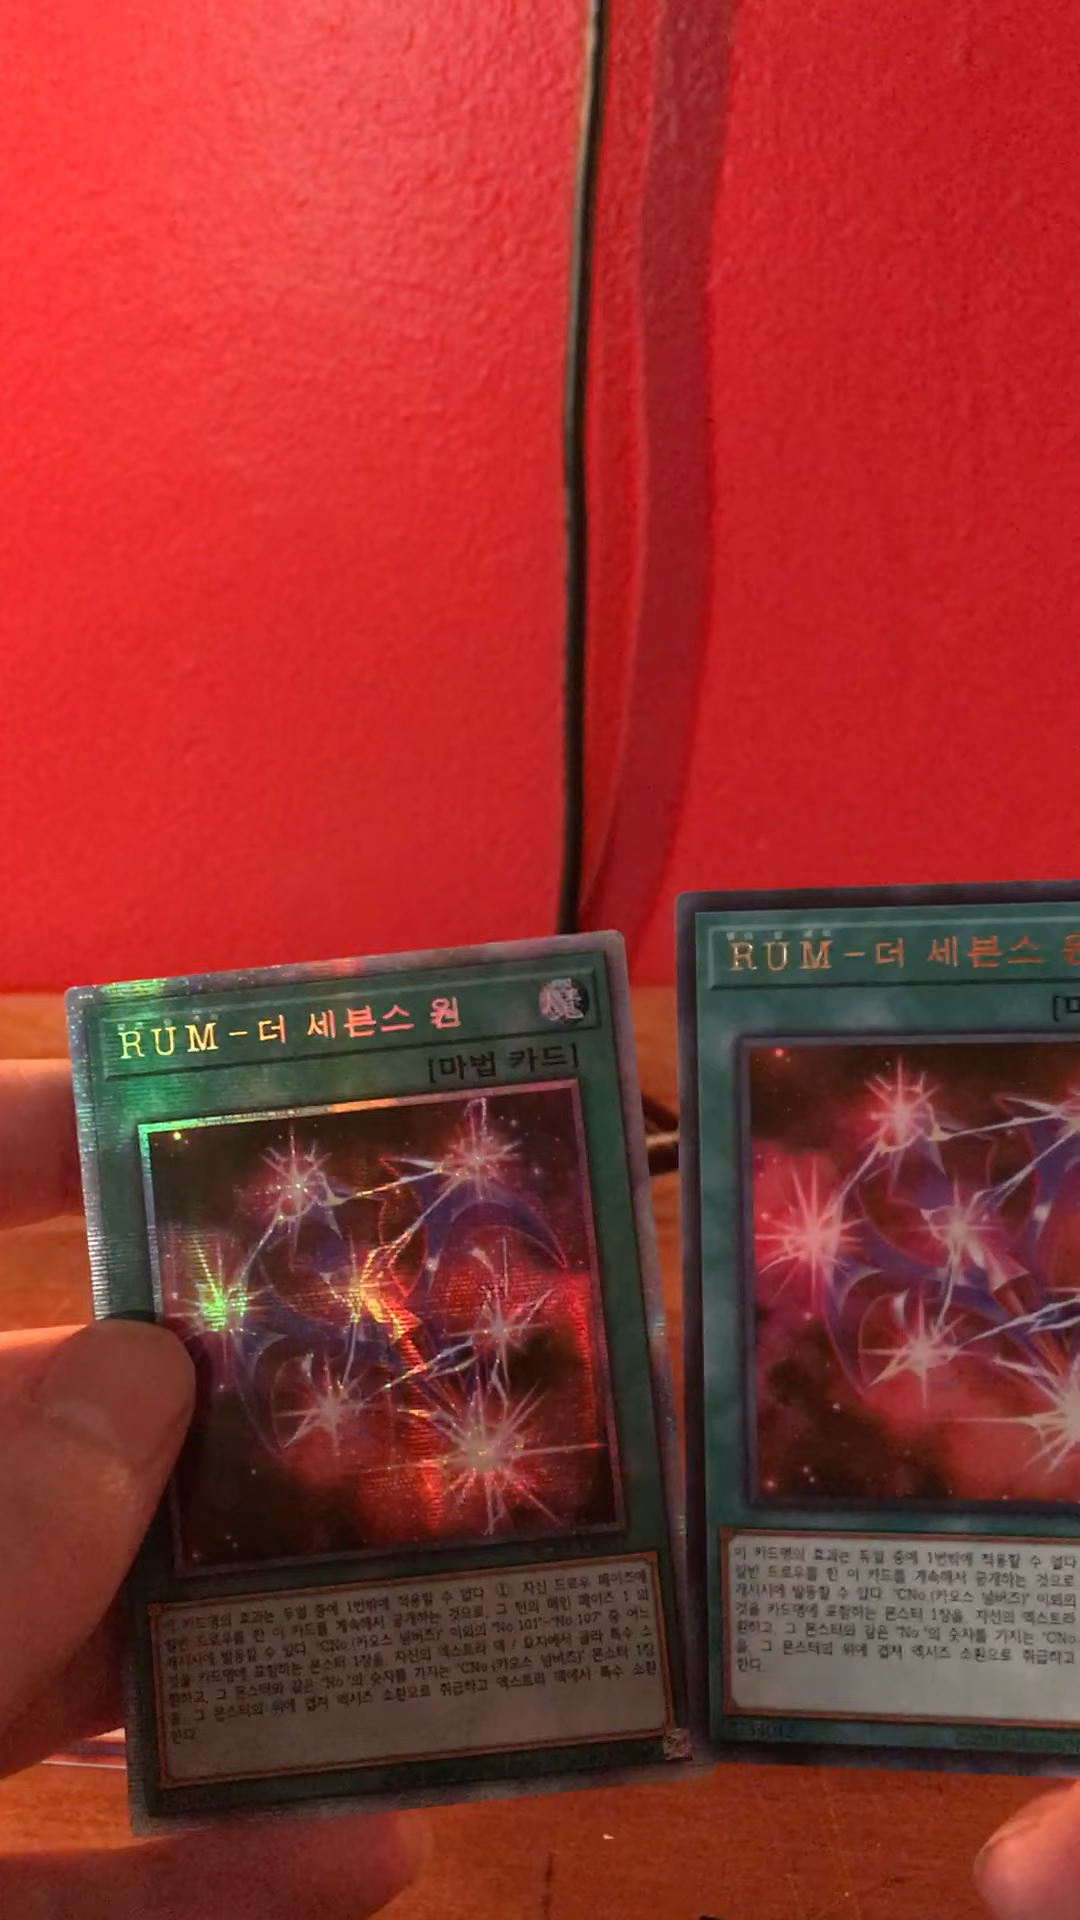 RUM-더 세븐스 원
魔
[마법 카드]
이 카드명의 효과는 듀얼 중에 1번밖에 적용할 수 없다. ①: 자신 드로우 페이즈에
일반 드로우를 한 이 카드를 계속해서 공개하는 것으로, 그 턴의 메인 페이즈 1 의
개시시에 발동할 수 있다. "CNo.(카오스 넘버즈)" 이외의 "No.101"~"No.107" 중 어느
것을 카드명에 포함하는 몬스터 1장을, 자신의 엑스트라 덱 / 묘지에서 골라 특수 소
환하고, 그 몬스터와 같은 "No."의 숫자를 가지는 "CNo.(카오스 넘버즈)" 몬스터 1장
을, 그 몬스터의 위에 겹쳐 엑시즈 소환으로 취급하고 엑스트라 덱에서 특수 소환
한다.
RUM-더 세븐스 원
[마
이 카드명의 효과는 듀얼 중에 1번밖에 적용할 수 없다
일반 드로우를 한 이 카드를 계속해서 공개하는 것으로
개시시에 발동할 수 있다. "CNo.(카오스 넘버즈)" 이외의
것을 카드명에 포함하는 몬스터 1장을, 자신의 엑스트라
환하고, 그 몬스터와 같은 "No."의 숫자를 가지는 "CNo.
을, 그 몬스터의 위에 겹쳐 엑시즈 소환으로 취급하고
한다.